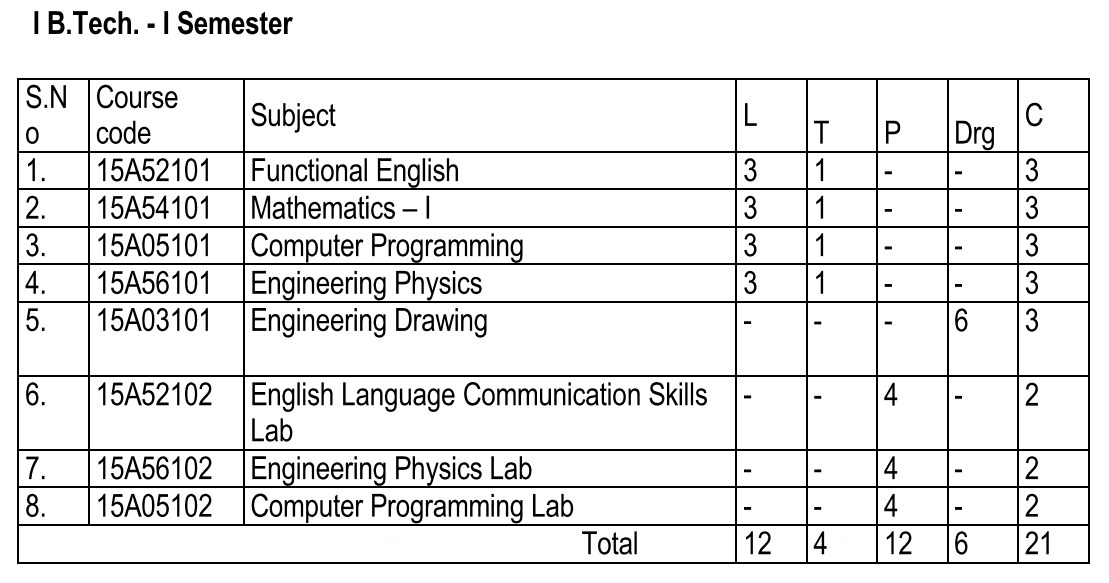 I B.Tech. - I Semester
S.N
o Course
code Subject L T P Drg C
1. 15A52101 Functional English 3 1 - - 3
2. 15A54101 Mathematics – I 3 1 - - 3
3. 15A05101 Computer Programming 3 1 - - 3
4. 15A56101 Engineering Physics 3 1 - - 3
5. 15A03101 Engineering Drawing - - - 6 3
6. 15A52102 English Language Communication Skills
Lab - - 4 - 2
7. 15A56102 Engineering Physics Lab - - 4 - 2
8. 15A05102 Computer Programming Lab - - 4 - 2
Total 12 4 12 6 21